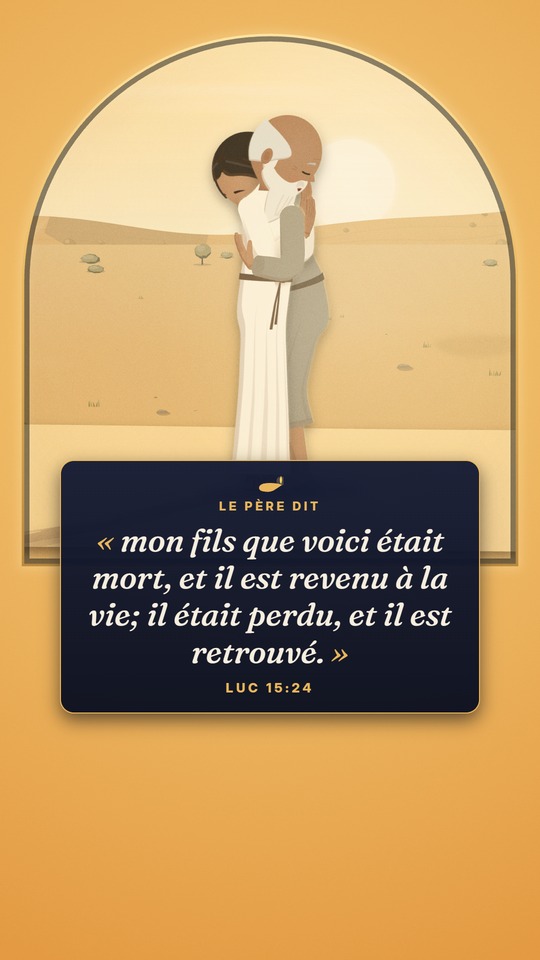 LE PÈRE DIT
« mon fils que voici était
mort, et il est revenu à la
vie; il était perdu, et il est
retrouvé. »
LUC 15:24